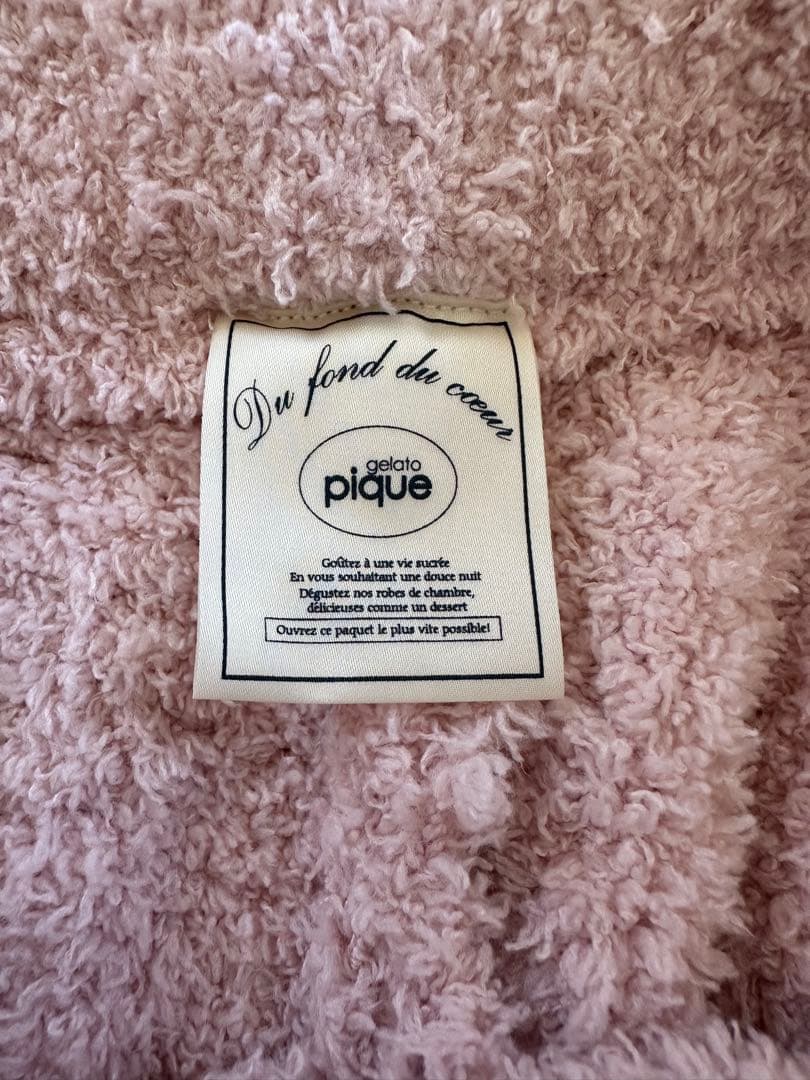 Du fond du cœur
gelato
pique
Goûtez à une vie sucrée
En vous souhaitant une douce nuit
Dégustez nos robes de chambre,
délicieuses comme un dessert
Ouvrez ce paquet le plus vite possible!